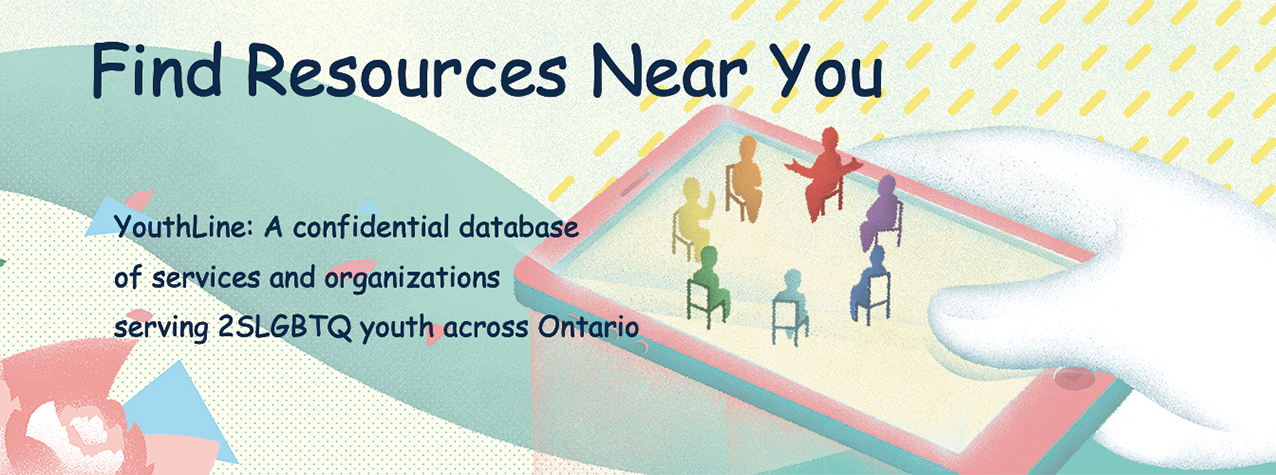 Find Resources Near You
YouthLine: A confidential database
of services and organizations
serving 2SLGBTQ youth across Ontario